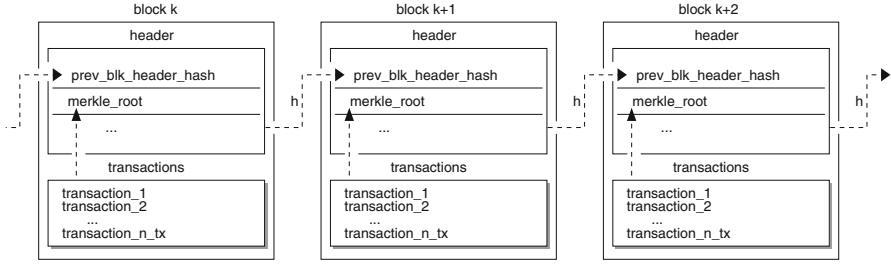 block k
header
prev_blk_header_hash
merkle_root
...
transactions
transaction_1
transaction_2
...
transaction_n_tx
h
block k+1
header
prev_blk_header_hash
merkle_root
...
transactions
transaction_1
transaction_2
...
transaction_n_tx
h
block k+2
header
prev_blk_header_hash
merkle_root
...
transactions
transaction_1
transaction_2
...
transaction_n_tx
h